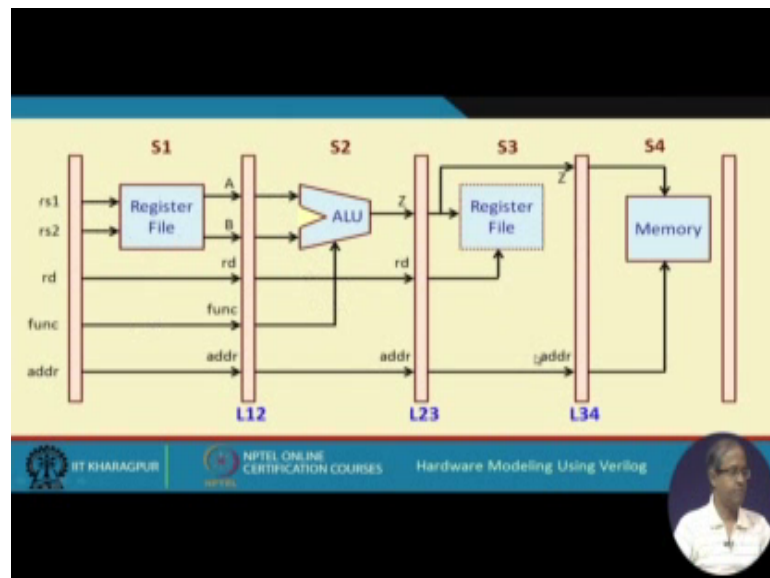 S1 S2 S3 S4
rs1
rs2
rd
func
addr
Register
File
A
B
rd
func
addr
ALU
Z
rd
addr
Register
File
Z
addr
Memory
L12 L23 L34
IIT KHARAGPUR
NPTEL
NPTEL ONLINE
CERTIFICATION COURSES
Hardware Modeling Using Verilog